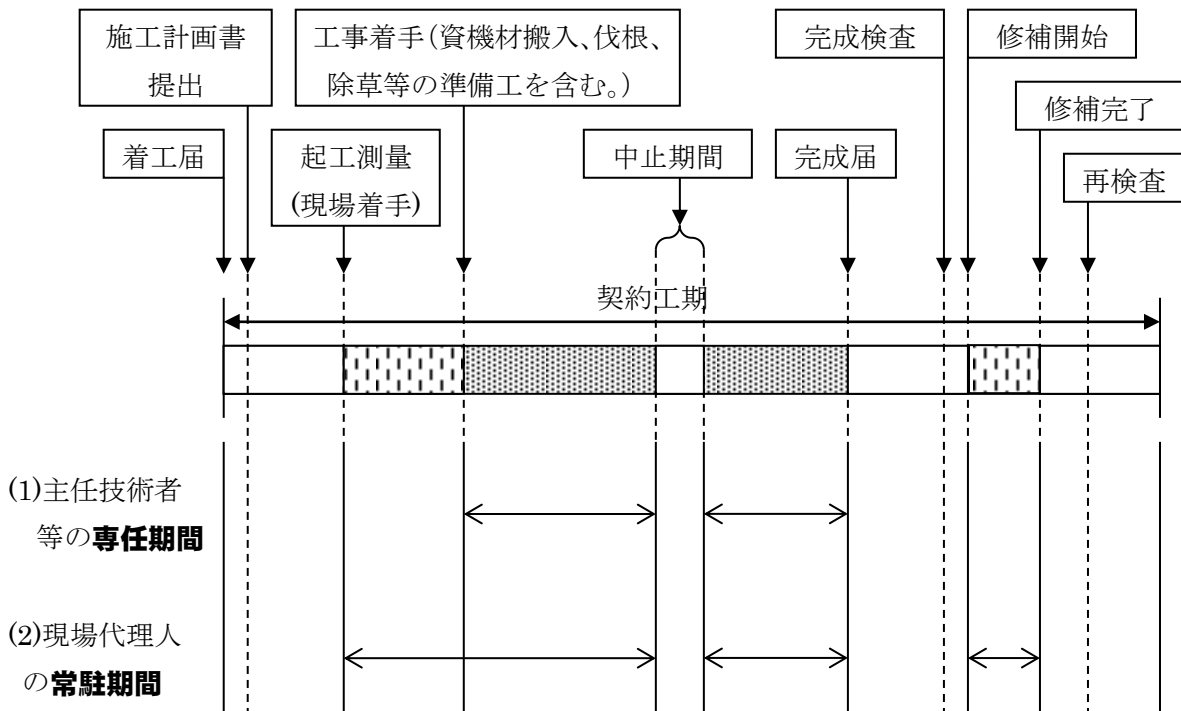 施工計画書
提出
工事着手(資機材搬入、伐根、
除草等の準備工を含む。)
完成検査
修補開始
修補完了
着工届
起工測量
(現場着手)
中止期間
完成届
再検査
契約工期
(1)主任技術者
等の専任期間
(2)現場代理人
の常駐期間